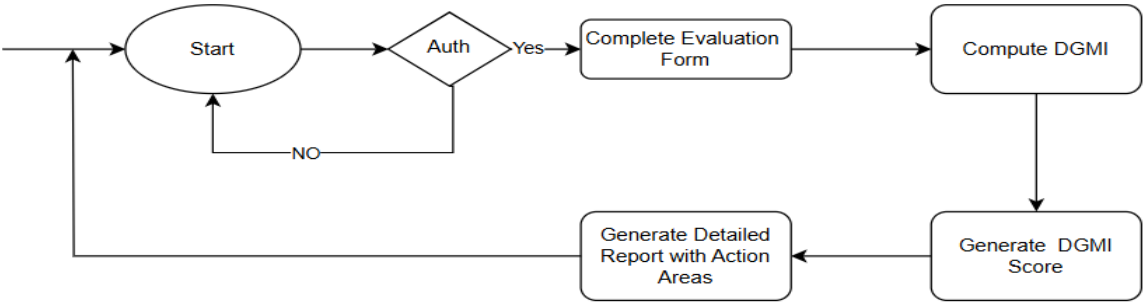 Start
Auth
Yes
Complete Evaluation
Form
Compute DGMI
NO
Generate Detailed
Report with Action
Areas
Generate DGMI
Score